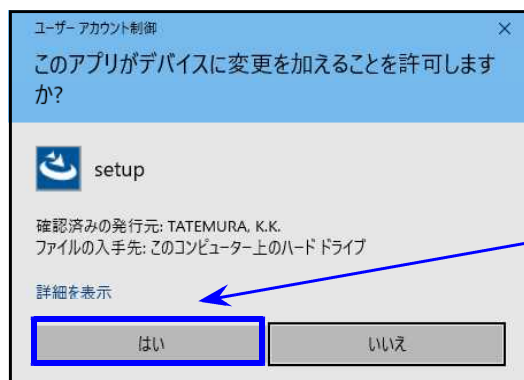 ユーザー アカウント制御
このアプリがデバイスに変更を加えることを許可します
か?
setup
確認済みの発行元: TATEMURA, K.K.
ファイルの入手先: このコンピューター上のハード ドライブ
詳細を表示
はい
いいえ